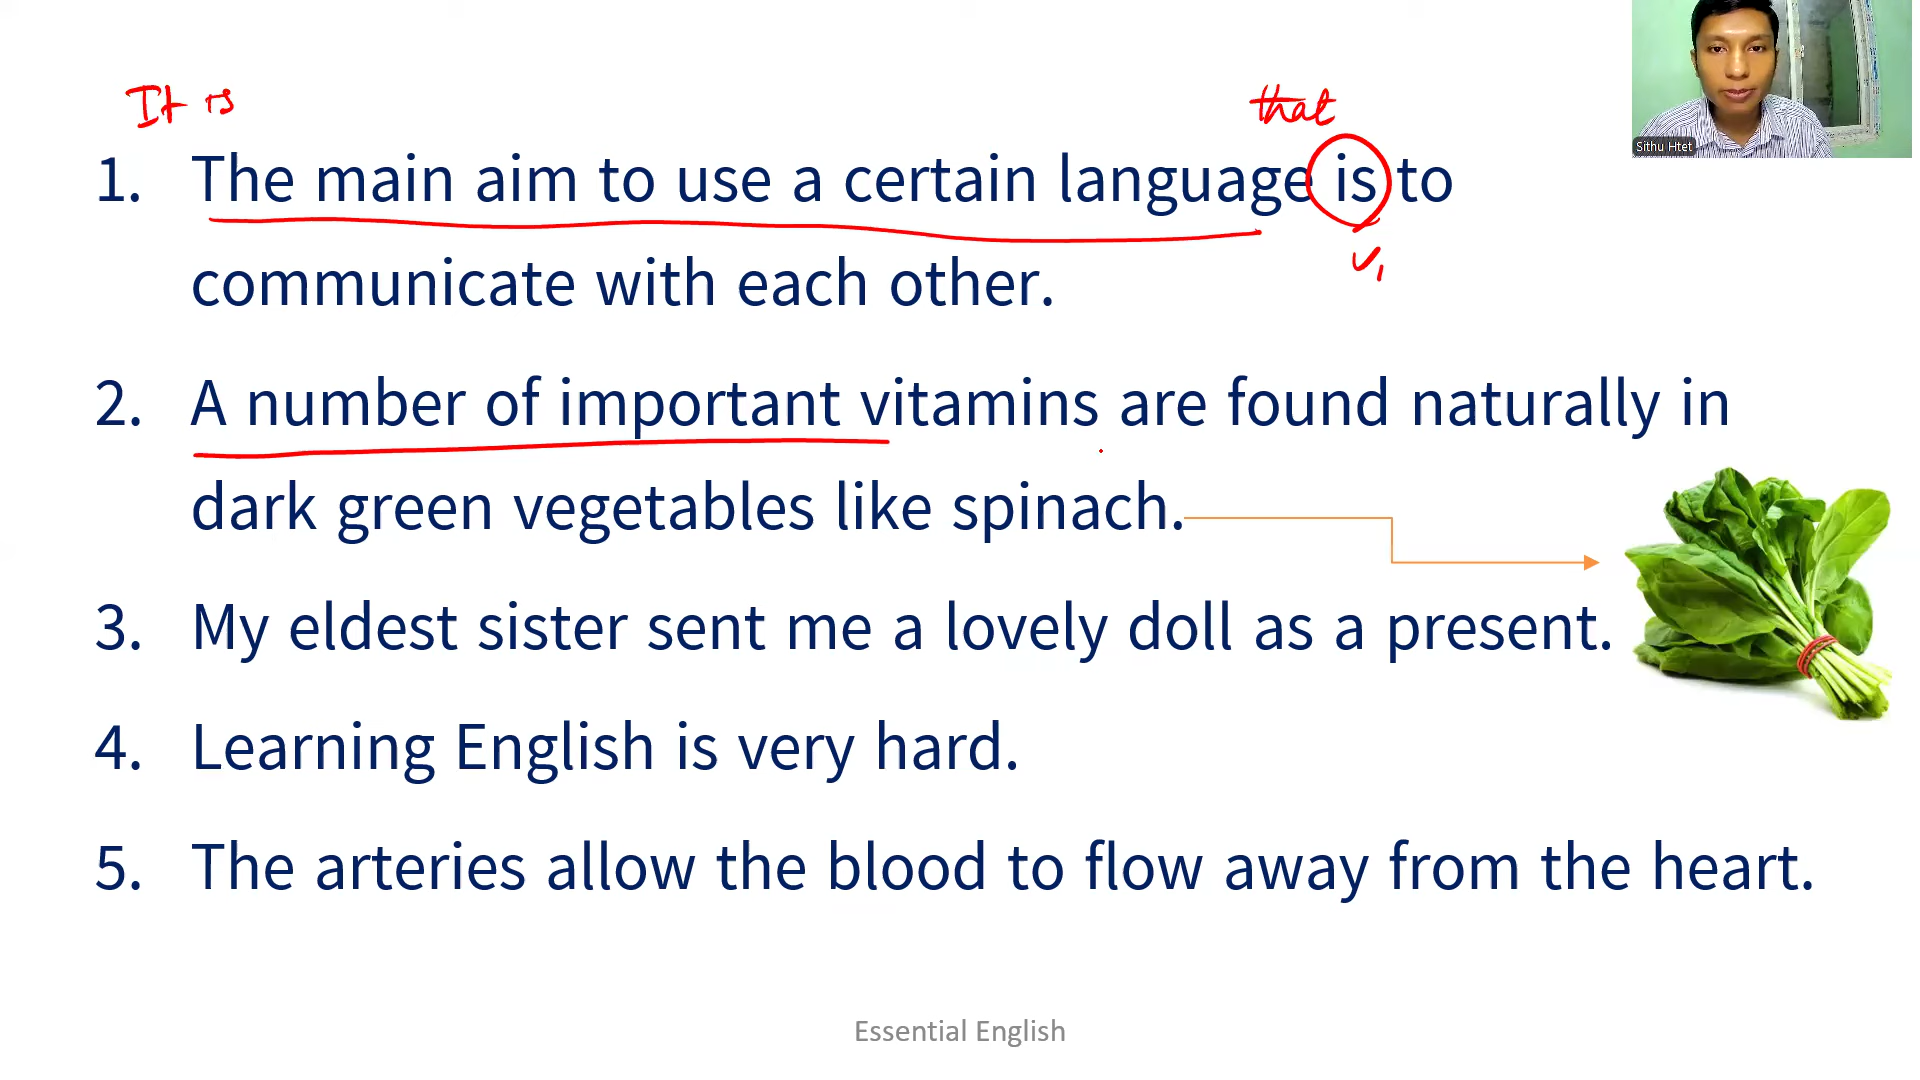 It is that
1. The main aim to use a certain language is to
V1
communicate with each other.
2. A number of important vitamins are found naturally in
dark green vegetables like spinach.
3. My eldest sister sent me a lovely doll as a present.
4. Learning English is very hard.
5. The arteries allow the blood to flow away from the heart.
Essential English
Sithu Htet